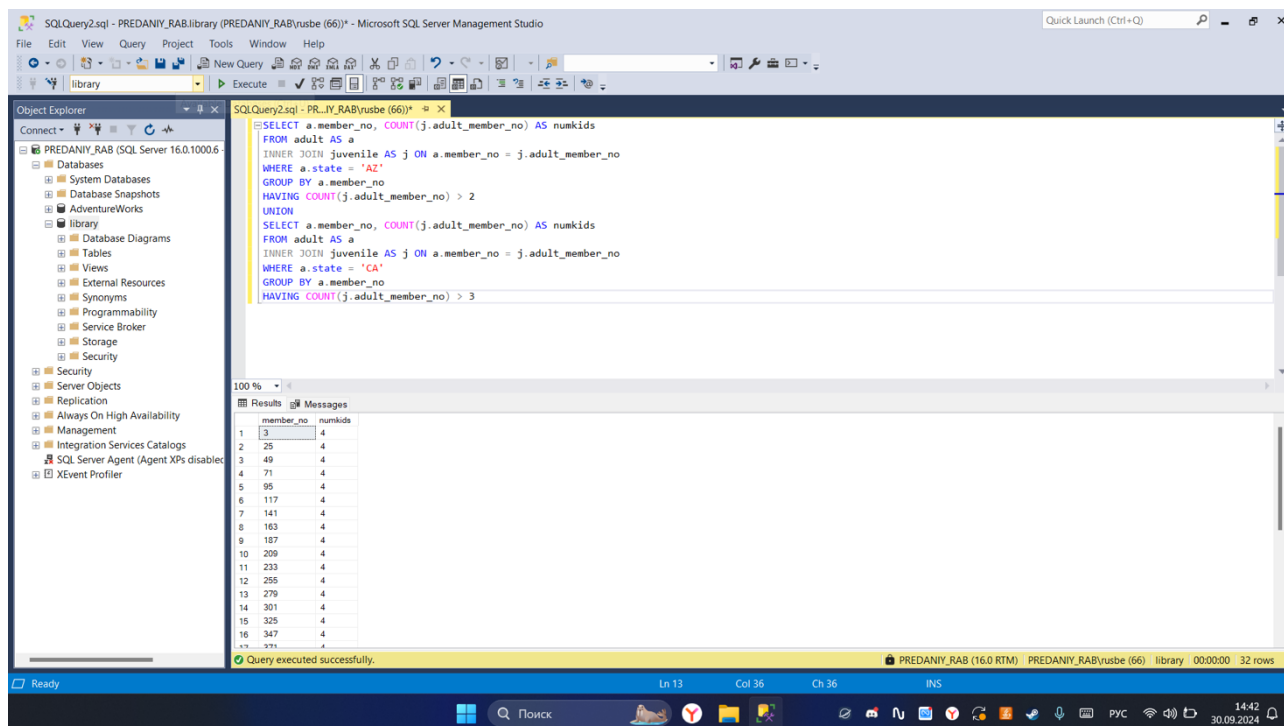 SQLQuery2.sql - PREDANIY_RAB.library (PREDANIY_RAB\rusbe (66))* - Microsoft SQL Server Management Studio
Quick Launch (Ctrl+Q)
File Edit View Query Project Tools Window Help
New Query
library
Execute
Object Explorer
SQLQuery2.sql - PR...IY_RAB\rusbe (66))*
Connect
PREDANIY_RAB (SQL Server 16.0.1000.6 -
Databases
System Databases
Database Snapshots
AdventureWorks
library
Database Diagrams
Tables
Views
External Resources
Synonyms
Programmability
Service Broker
Storage
Security
Security
Server Objects
Replication
Always On High Availability
Management
Integration Services Catalogs
SQL Server Agent (Agent XPs disabled
XEvent Profiler
SELECT a.member_no, COUNT(j.adult_member_no) AS numkids
FROM adult AS a
INNER JOIN juvenile AS j ON a.member_no = j.adult_member_no
WHERE a.state = 'AZ'
GROUP BY a.member_no
HAVING COUNT(j.adult_member_no) > 2
UNION
SELECT a.member_no, COUNT(j.adult_member_no) AS numkids
FROM adult AS a
INNER JOIN juvenile AS j ON a.member_no = j.adult_member_no
WHERE a.state = 'CA'
GROUP BY a.member_no
HAVING COUNT(j.adult_member_no) > 3
100 %
Results Messages
member_no numkids
1 3 4
2 25 4
3 49 4
4 71 4
5 95 4
6 117 4
7 141 4
8 163 4
9 187 4
10 209 4
11 233 4
12 255 4
13 279 4
14 301 4
15 325 4
16 347 4
17 371 4
Query executed successfully.
PREDANIY_RAB (16.0 RTM) PREDANIY_RAB\rusbe (66) library 00:00:00 32 rows
Ready Ln 13 Col 36 Ch 36 INS
Поиск
РУС
14:42
30.09.2024